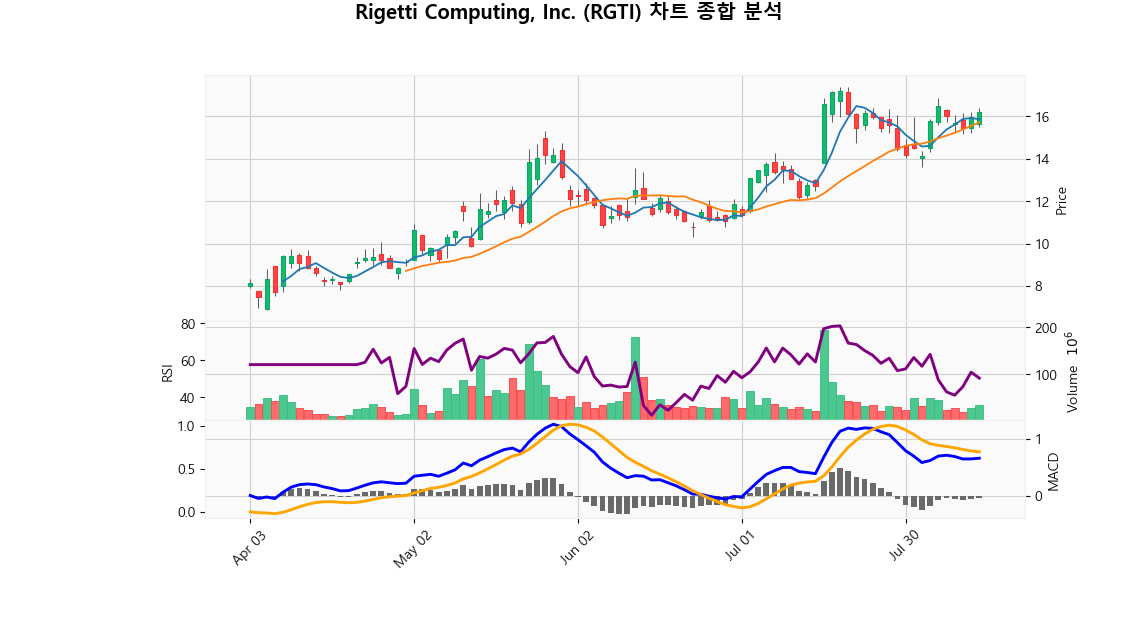 Rigetti Computing, Inc. (RGTI) 차트 종합 분석
16
14
12
10
8
Price
80
60
40
RSI
200
100
Volume 10^6
1.0
0.5
0.0
1
0
MACD
Apr 03
May 02
Jun 02
Jul 01
Jul 30